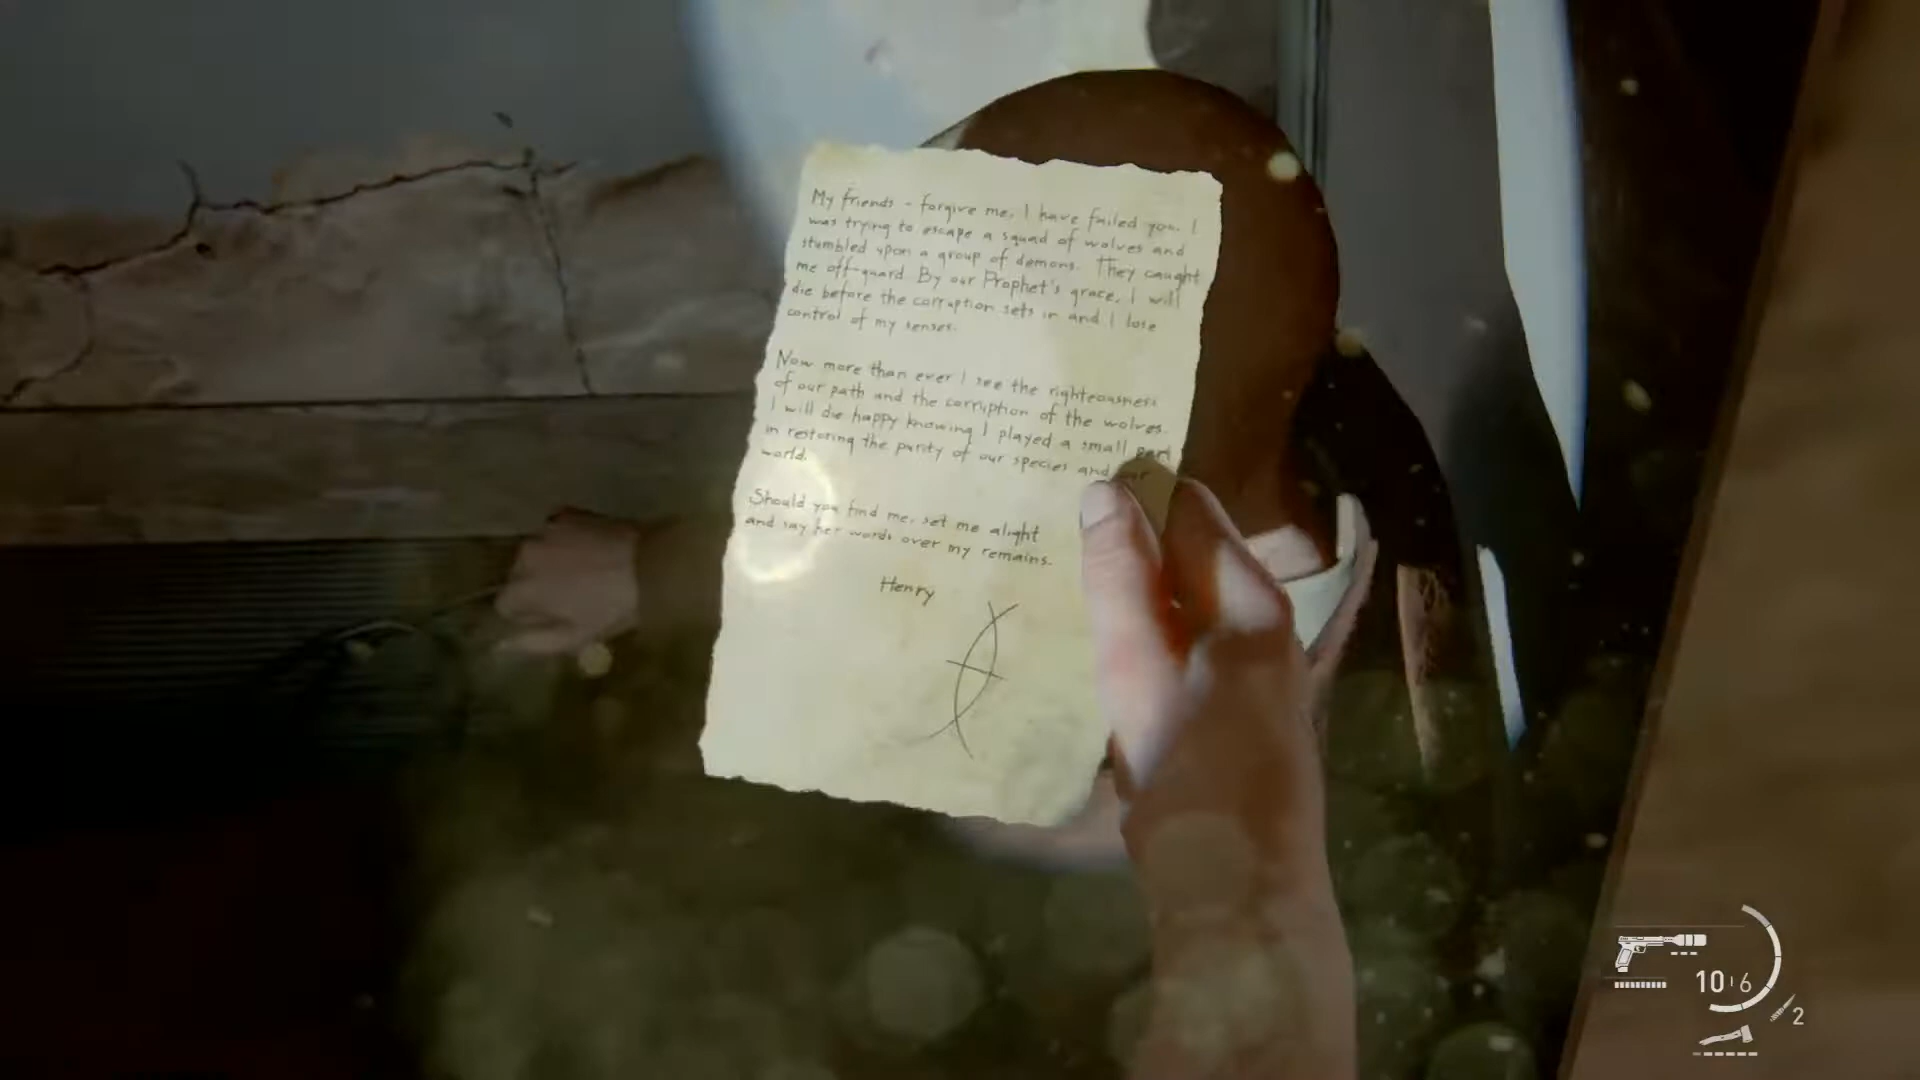 My friends - forgive me, I have failed you. I
was trying to escape a squad of wolves and
stumbled upon a group of demons. They caught
me off-guard. By our Prophet's grace, I will
die before the corruption sets in and I lose
control of my senses.
Now more than ever I see the righteousness
of our path and the corruption of the wolves.
I will die happy knowing I played a small part
in restoring the purity of our species and our
world.
Should you find me, set me alight
and say her words over my remains.
Henry
10 6
2